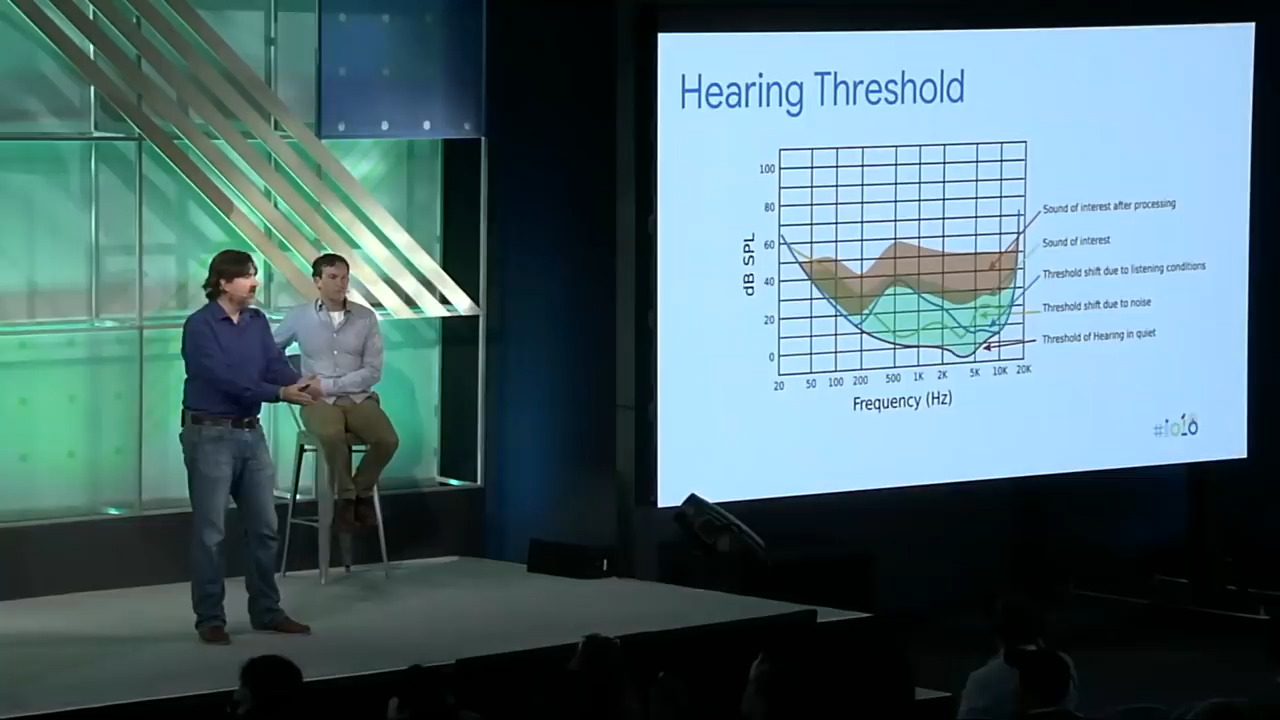 Hearing Threshold
100
80
60
40
20
0
dB SPL
20 50 100 200 500 1K 2K 5K 10K 20K
Frequency (Hz)
Sound of interest after processing
Sound of interest
Threshold shift due to listening conditions
Threshold shift due to noise
Threshold of Hearing in quiet
#io18